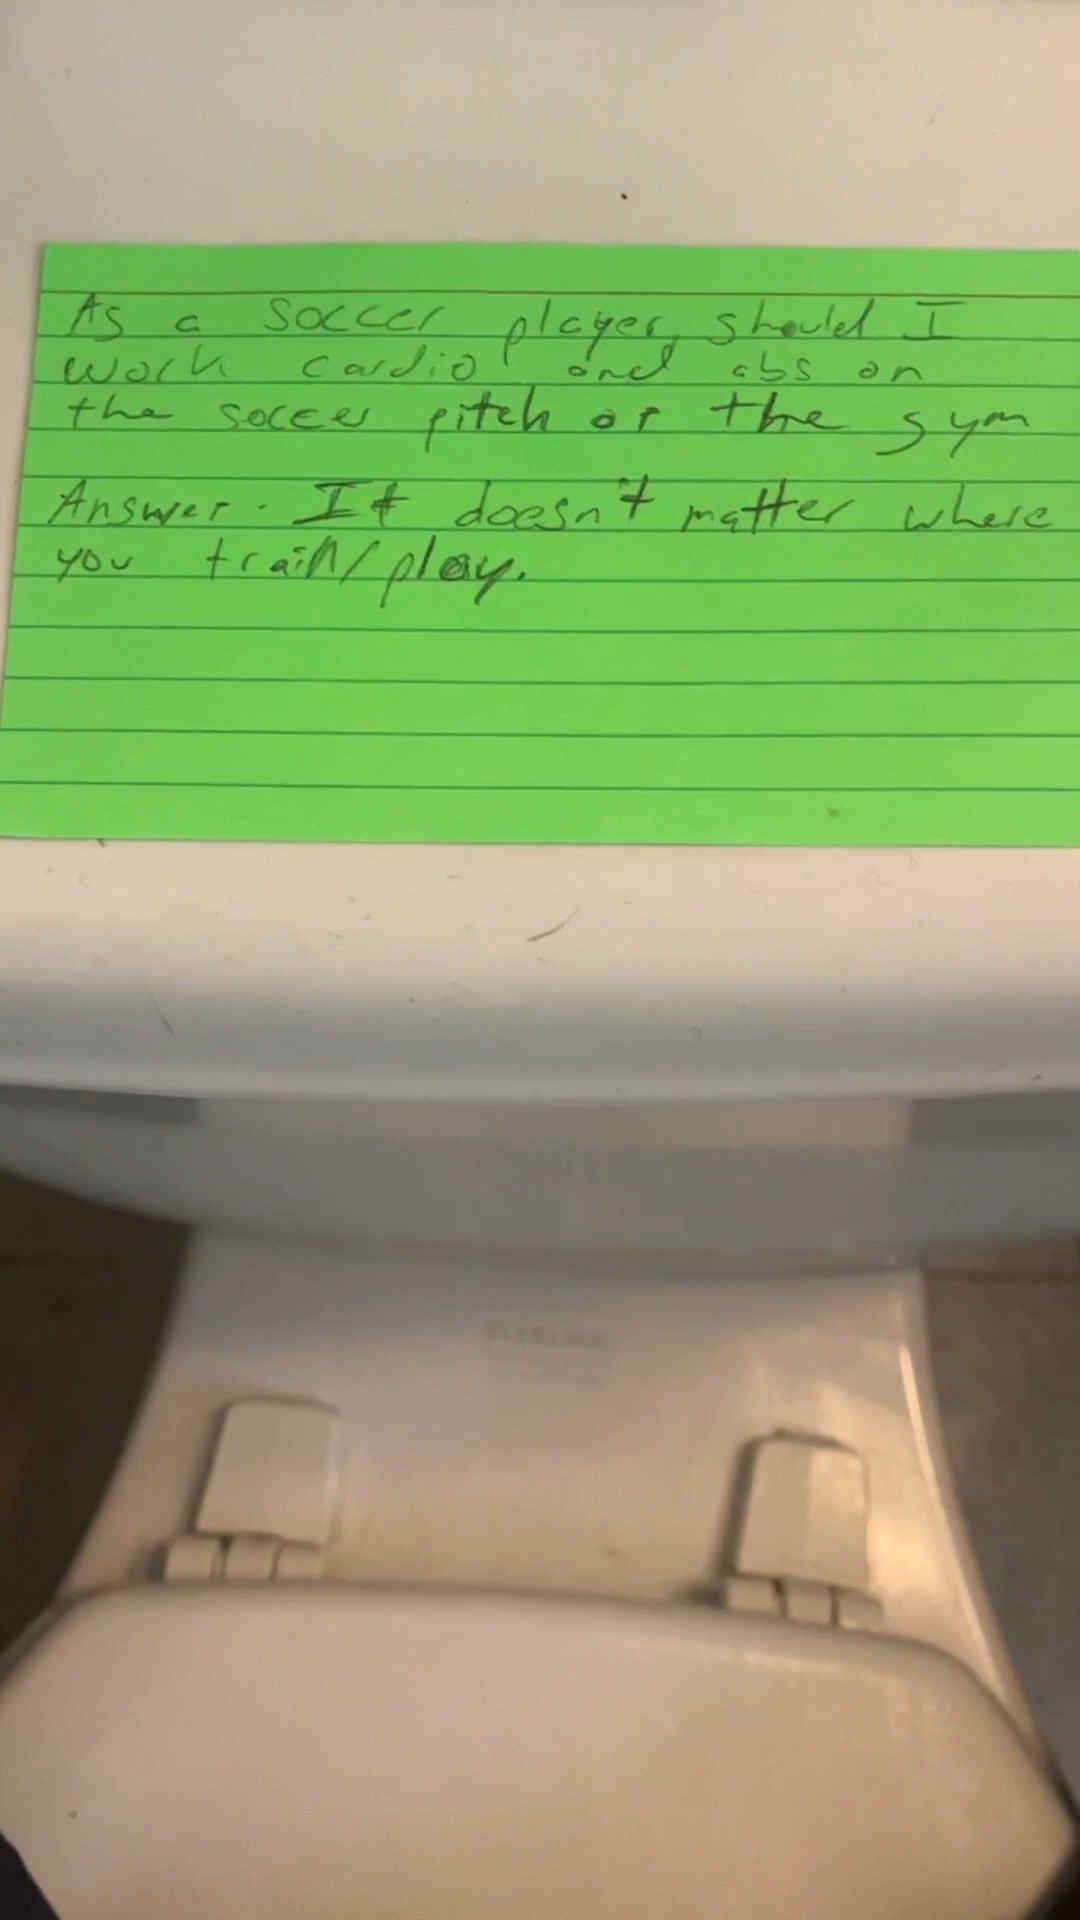 As a soccer player, should I
work cardio and abs on
the soccer pitch or the gym
Answer. It doesn't matter where
you train/play.